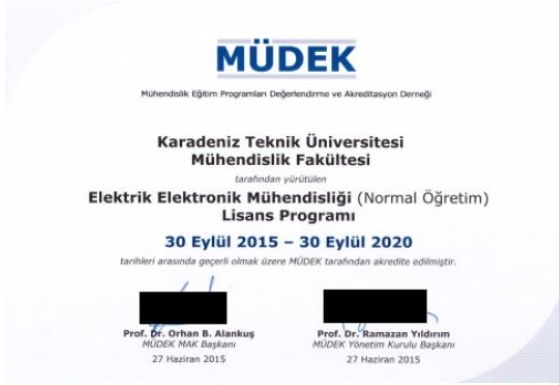 MÜDEK
Mühendislik Eğitim Programları Değerlendirme ve Akreditasyon Derneği
Karadeniz Teknik Üniversitesi
Mühendislik Fakültesi
tarafından yürütülen
Elektrik Elektronik Mühendisliği (Normal Öğretim)
Lisans Programı
30 Eylül 2015 – 30 Eylül 2020
tarihleri arasında geçerli olmak üzere MÜDEK tarafından akredite edilmiştir.
Prof. Dr. Orhan B. Alankuş
MÜDEK MAK Başkanı
27 Haziran 2015
Prof. Dr. Ramazan Yıldırım
MÜDEK Yönetim Kurulu Başkanı
27 Haziran 2015